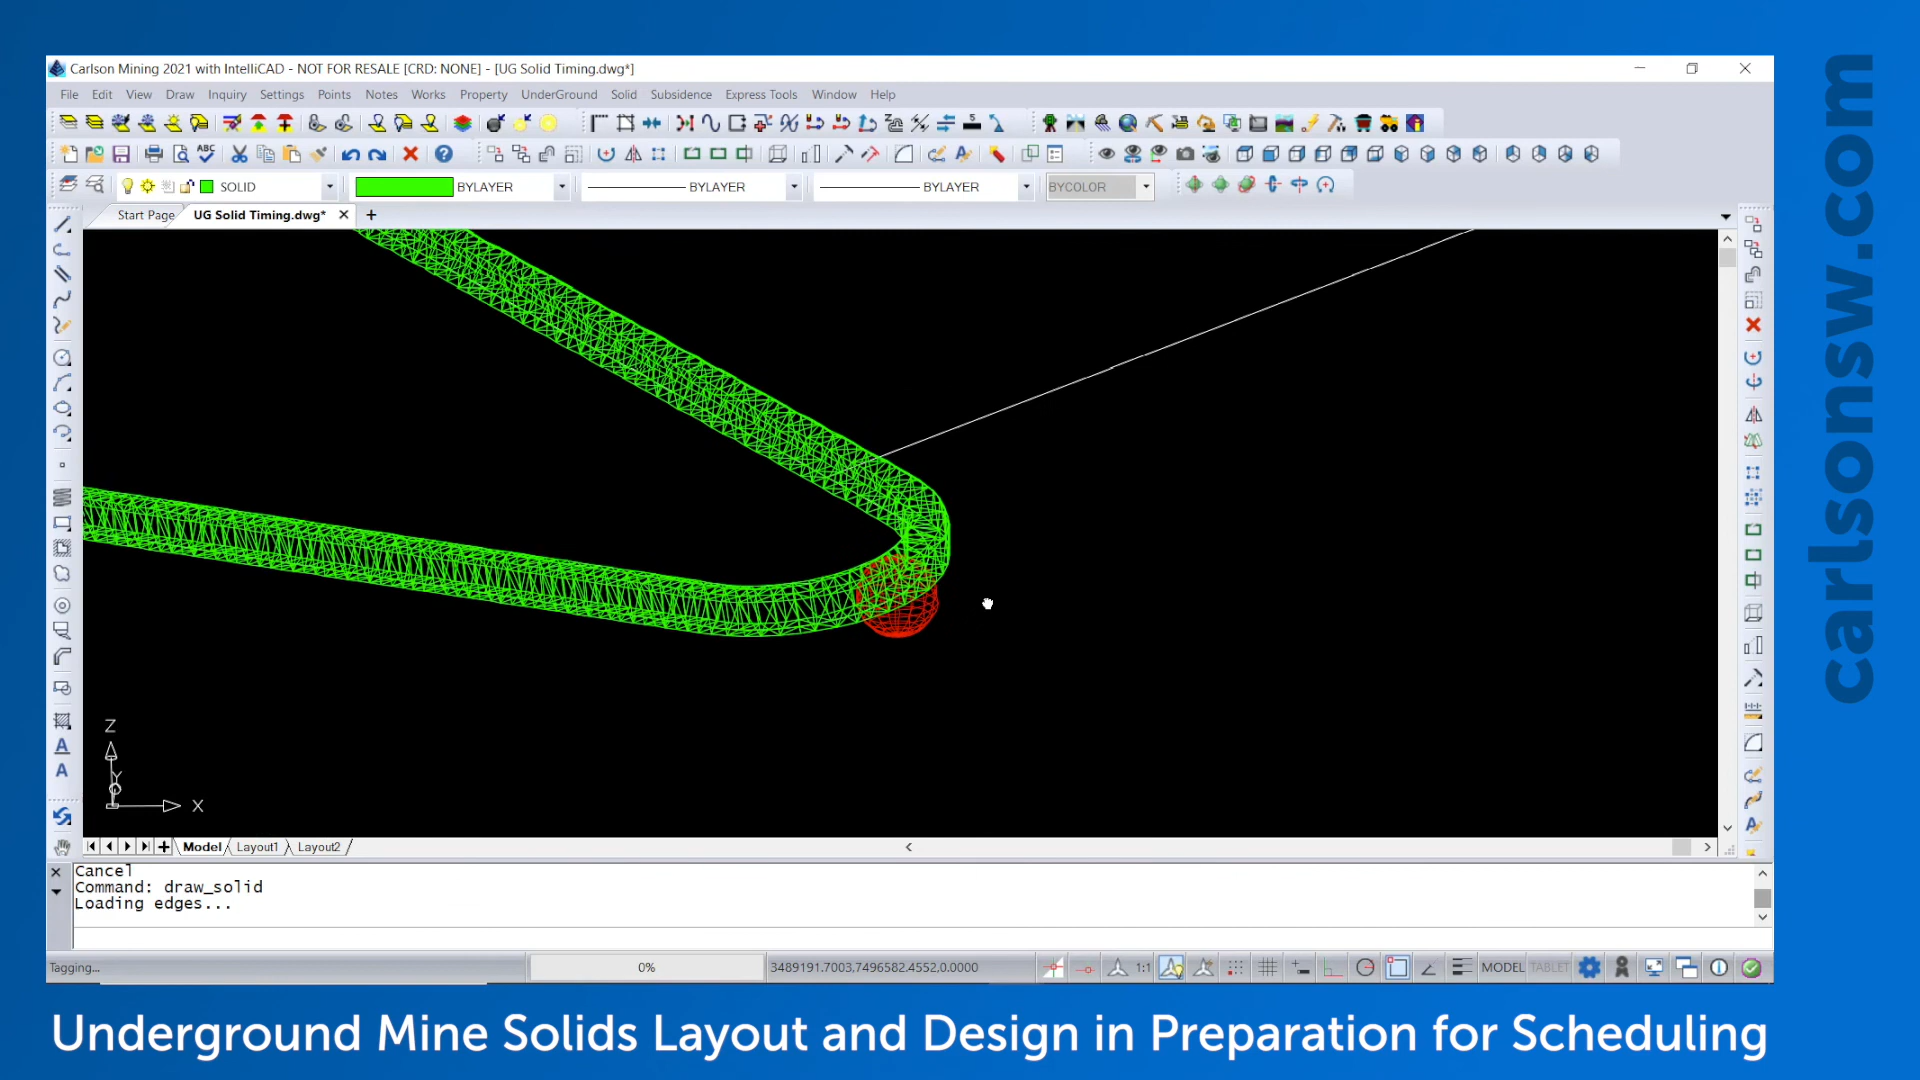 Carlson Mining 2021 with IntelliCAD - NOT FOR RESALE [CRD: NONE] - [UG Solid Timing.dwg*]
File Edit View Draw Inquiry Settings Points Notes Works Property UnderGround Solid Subsidence Express Tools Window Help
SOLID BYLAYER BYLAYER BYLAYER BYCOLOR
Start Page UG Solid Timing.dwg*
Z
Y
X
Model Layout1 Layout2
Cancel
Command: draw_solid
Loading edges...
Tagging... 0% 3489191.7003,7496582.4552,0.0000 1:1 MODEL TABLET
Underground Mine Solids Layout and Design in Preparation for Scheduling
carlsonsw.com